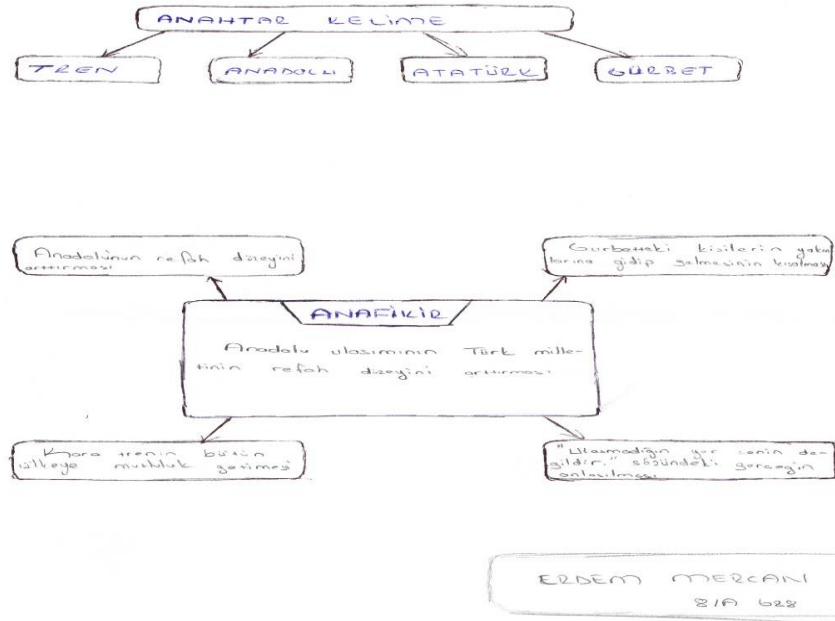 ANAHTAR KELİME
TREN
ANADOLU
ATATÜRK
GÜRBET
Anadolunun refah düzeyini
arttırması
Gurbetteki kişilerin yakın
larına gidip gelmesinin kısalması
ANAFİKİR
Anadolu ulaşımının Türk mille-
tinin refah düzeyini arttırması
Kara trenin bütün
ülkeye mutluluk getirmesi
"Ulaşmadığın yer senin de-
ğildir." sözündeki gerçeğin
anlaşılması
ERDEM MERCAN
8/A 628